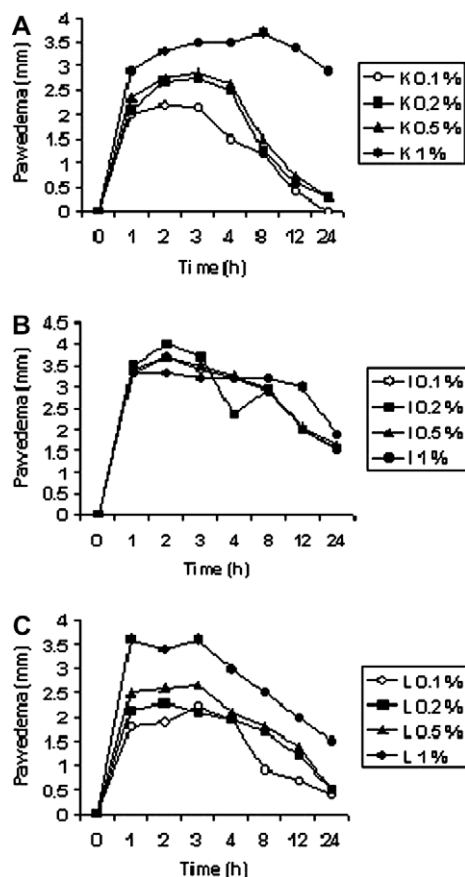 A
Pawedema (mm)
4
3.5
3
2.5
2
1.5
1
0.5
0
0 1 2 3 4 8 12 24
Time (h)
K 0.1%
K 0.2%
K 0.5%
K 1%
B
Pawedema (mm)
4.5
4
3.5
3
2.5
2
1.5
1
0.5
0
0 1 2 3 4 8 12 24
Time (h)
I 0.1%
I 0.2%
I 0.5%
I 1%
C
Pawedema (mm)
4
3.5
3
2.5
2
1.5
1
0.5
0
0 1 2 3 4 8 12 24
Time (h)
L 0.1%
L 0.2%
L 0.5%
L 1%